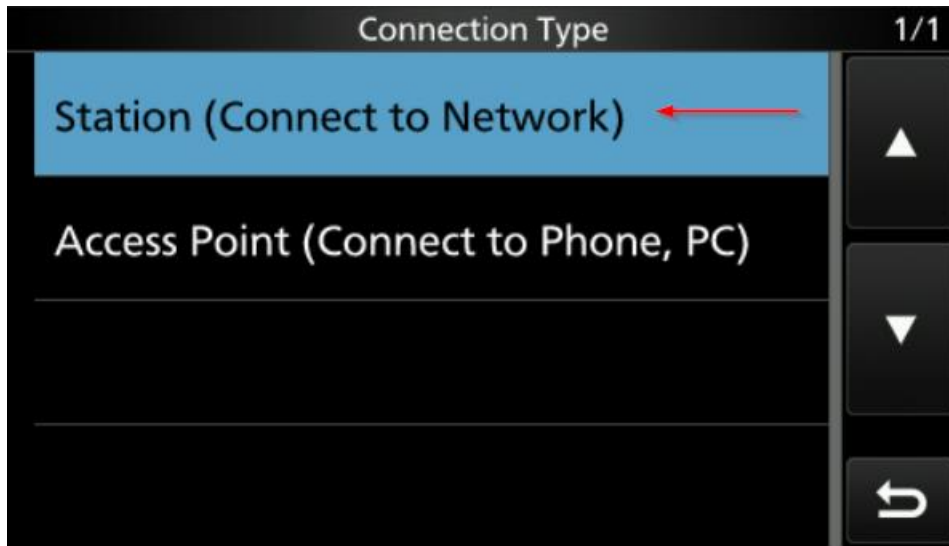 Connection Type 1/1
Station (Connect to Network)
Access Point (Connect to Phone, PC)